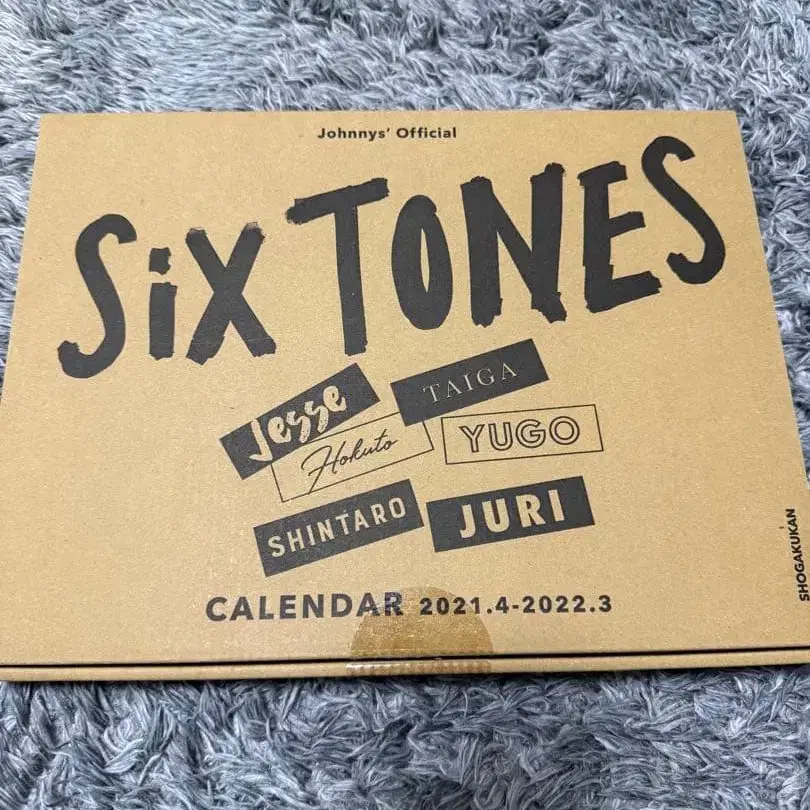 Johnnys' Official
SiXTONES
Jesse
TAIGA
Hokuto
YUGO
SHINTARO
JURI
CALENDAR 2021.4-2022.3
SHOGAKUKAN